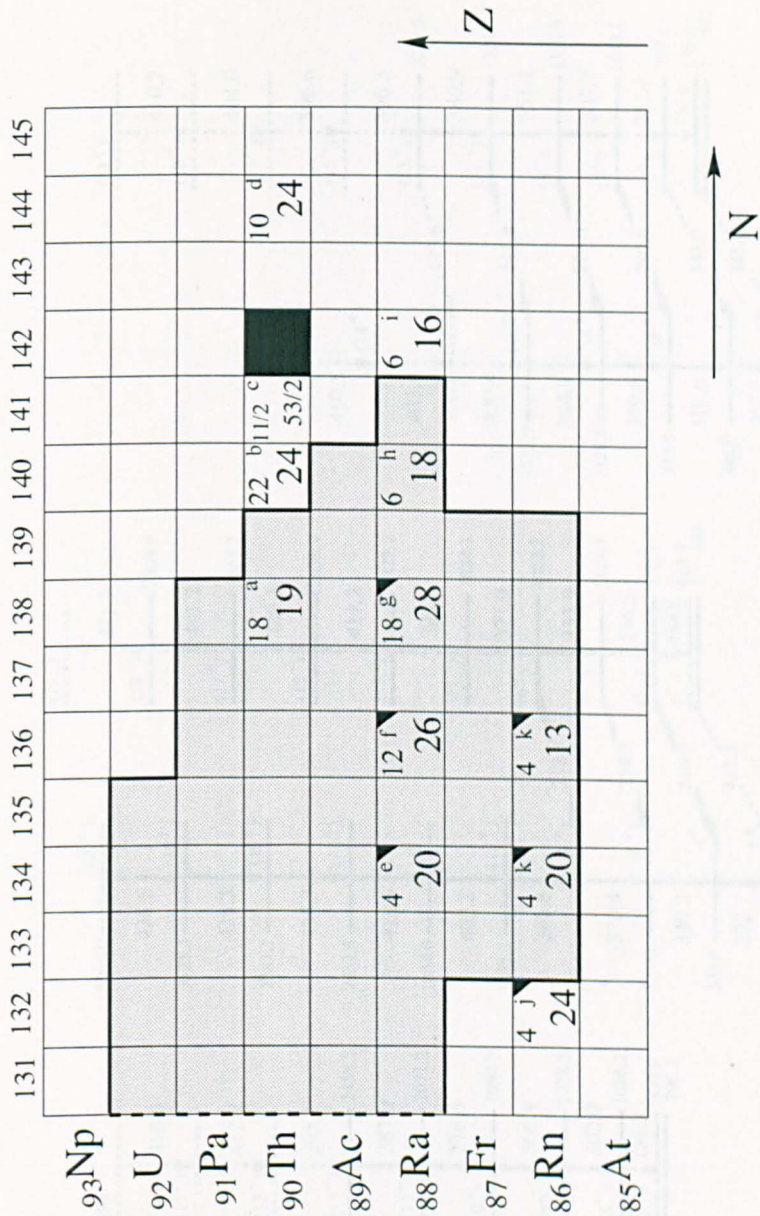 131 132 133 134 135 136 137 138 139 140 141 142 143 144 145
93Np
92U
91Pa
90Th 18 a 19 22 b 24 11/2 c 53/2 10 d 24
89Ac
88Ra 4 e 20 12 f 26 18 g 28 6 h 18 6 i 16
87Fr
86Rn 4 j 24 4 k 20 4 k 13
85At
Z
N